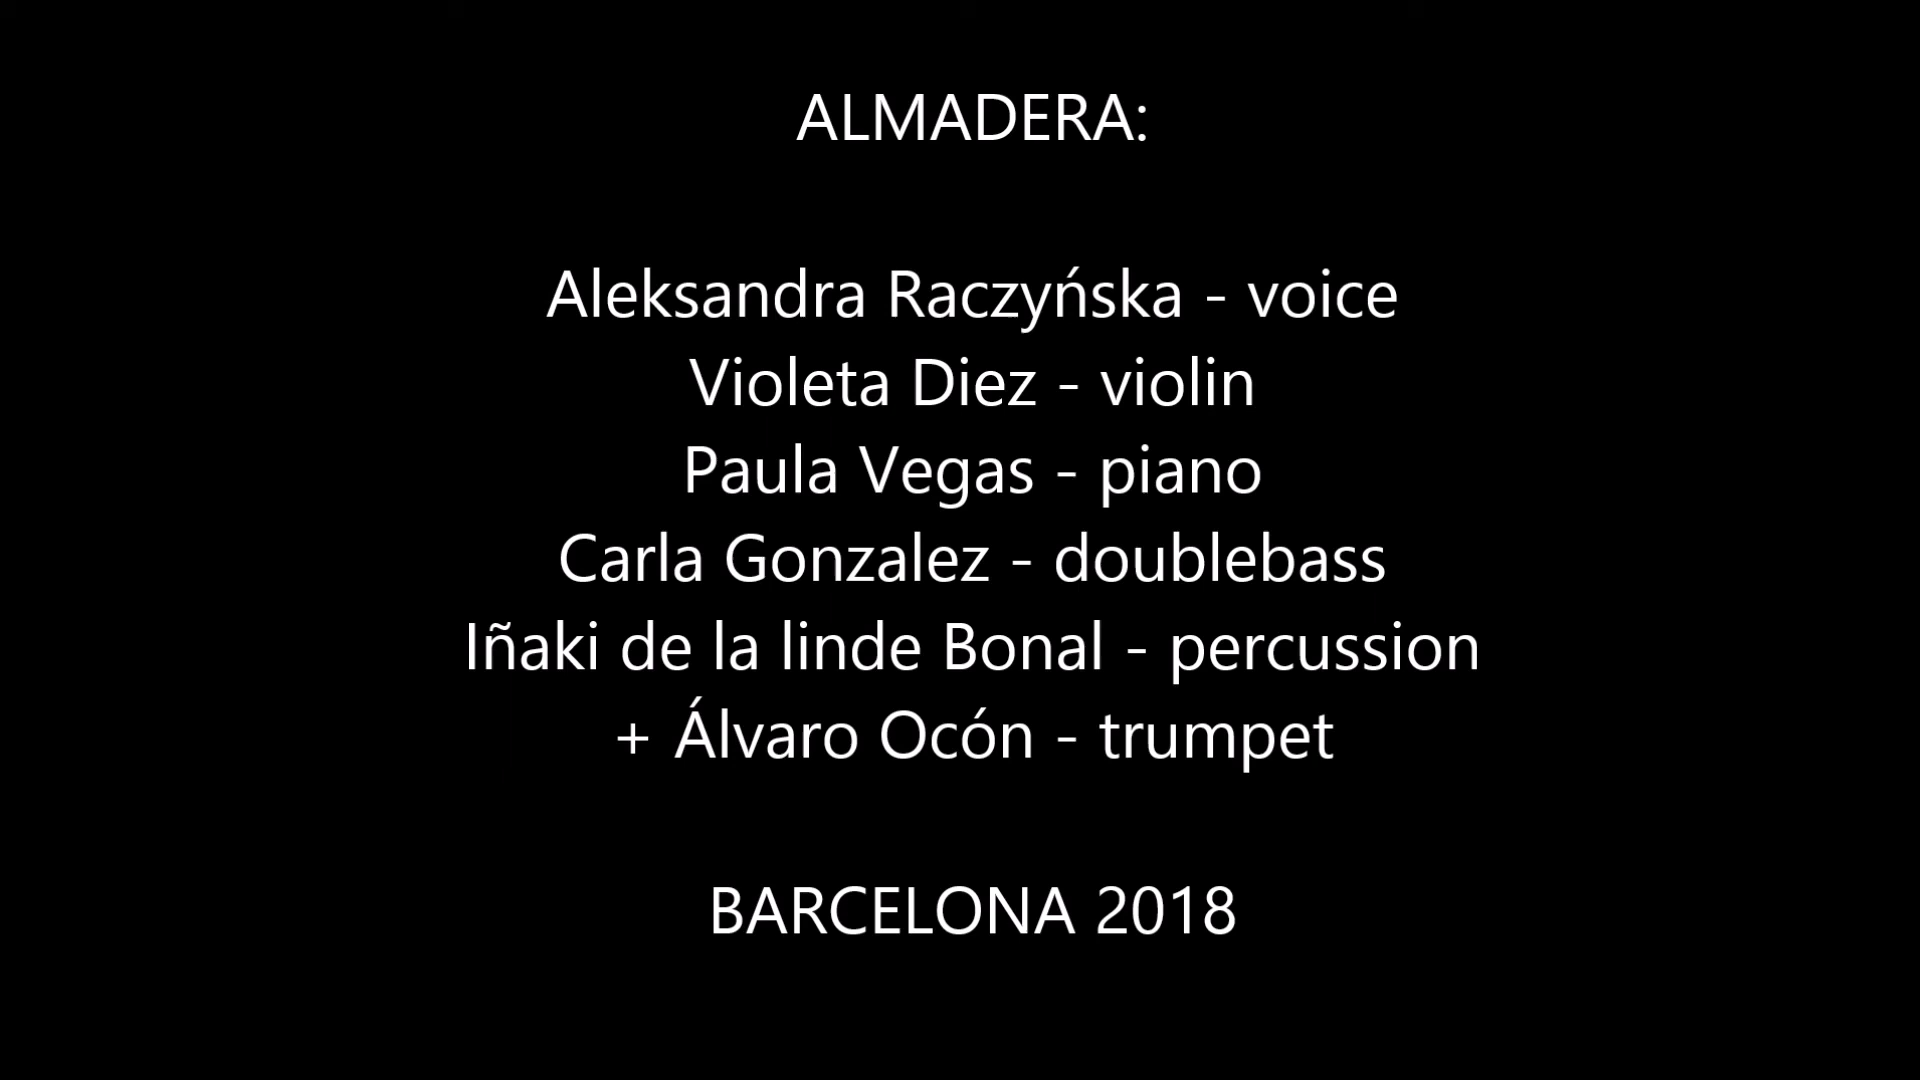 ALMADERA:
Aleksandra Raczyńska - voice
Violeta Diez - violin
Paula Vegas - piano
Carla Gonzalez - doublebass
Iñaki de la linde Bonal - percussion
+ Álvaro Ocón - trumpet
BARCELONA 2018